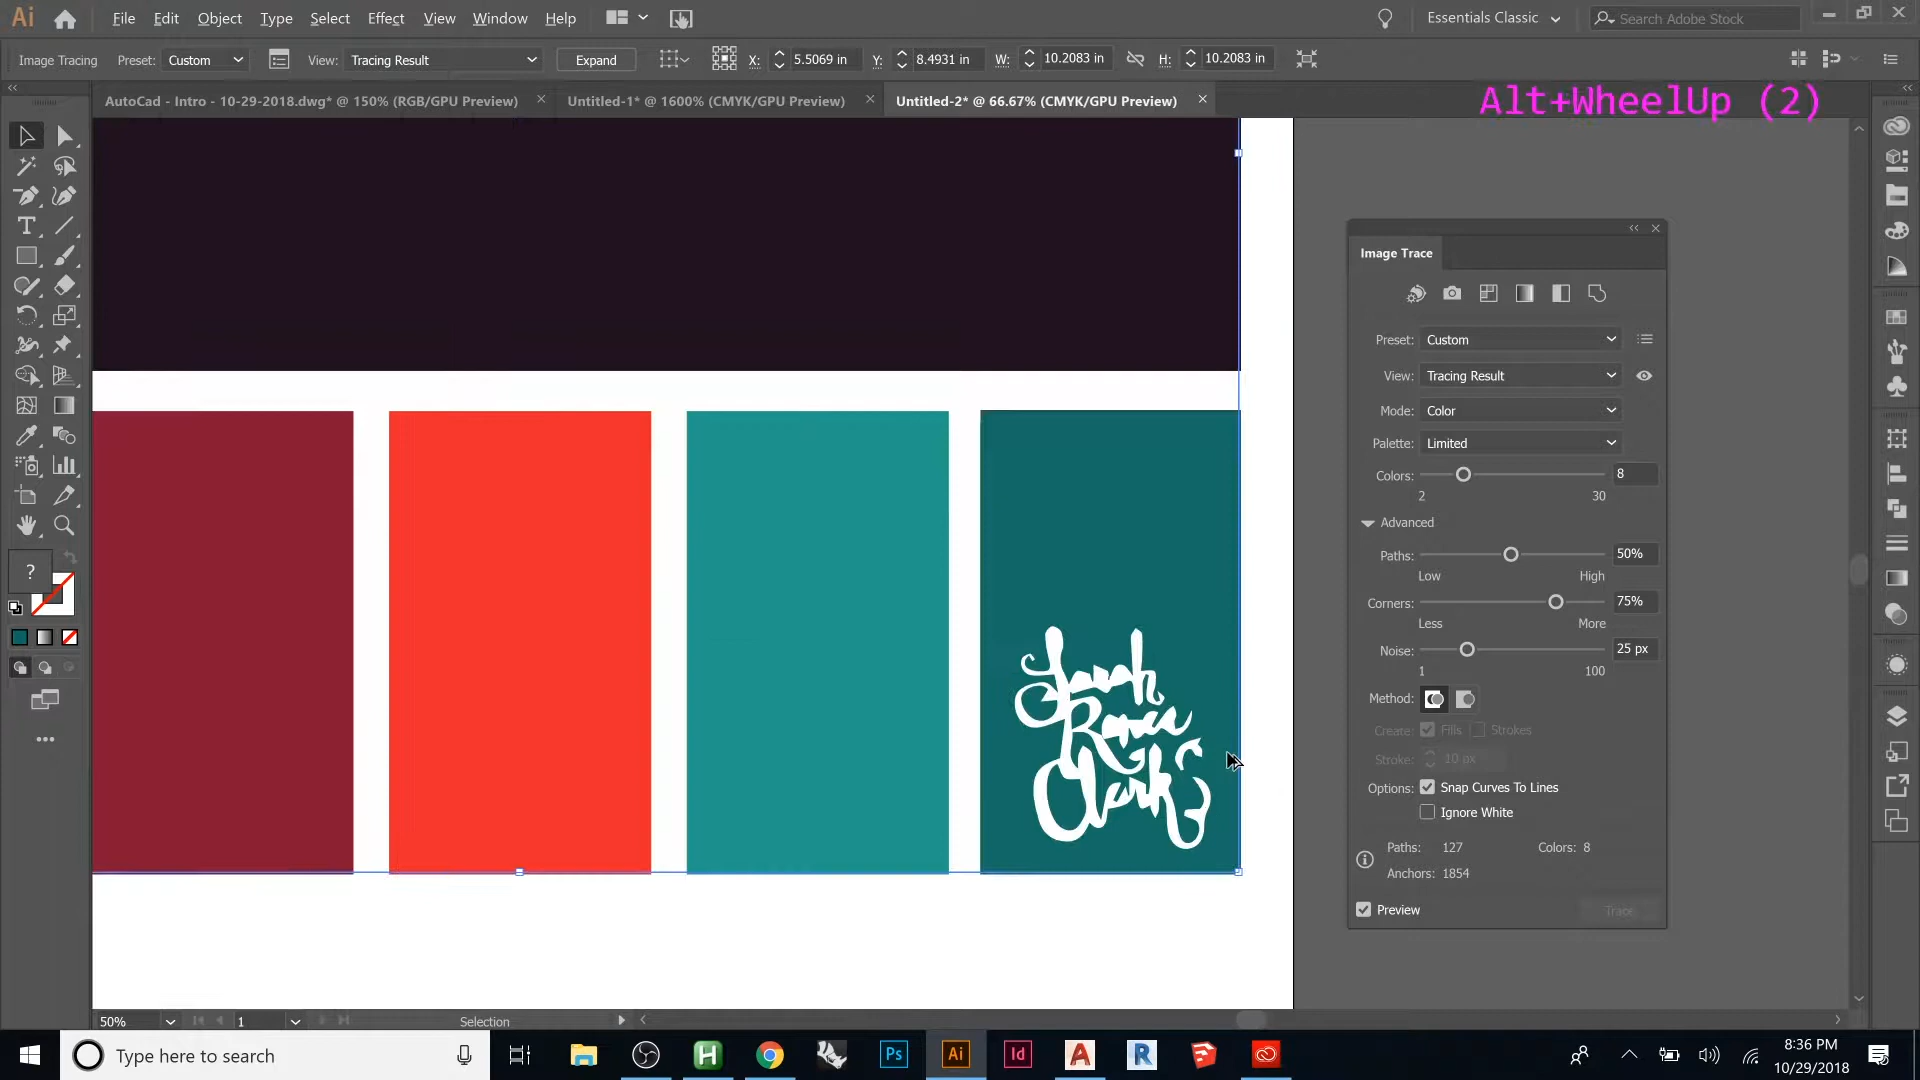 Ai File Edit Object Type Select Effect View Window Help Essentials Classic Search Adobe Stock
Image Tracing Preset: Custom View: Tracing Result Expand X: 5.5069 in Y: 8.4931 in W: 10.2083 in H: 10.2083 in
AutoCad - Intro - 10-29-2018.dwg* @ 150% (RGB/GPU Preview) Untitled-1* @ 1600% (CMYK/GPU Preview) Untitled-2* @ 66.67% (CMYK/GPU Preview)
Alt+WheelUp (2)
Image Trace
Preset: Custom
View: Tracing Result
Mode: Color
Palette: Limited
Colors: 8
2 30
Advanced
Paths: 50%
Low High
Corners: 75%
Less More
Noise: 25 px
1 100
Method:
Create: Fills Strokes
Stroke: 10 px
Options: Snap Curves To Lines
Ignore White
Paths: 127 Colors: 8
Anchors: 1854
Preview Trace
Sarah
Renee
Clark
?
50% 1 Selection
Type here to search Ps Ai Id A R
8:36 PM
10/29/2018